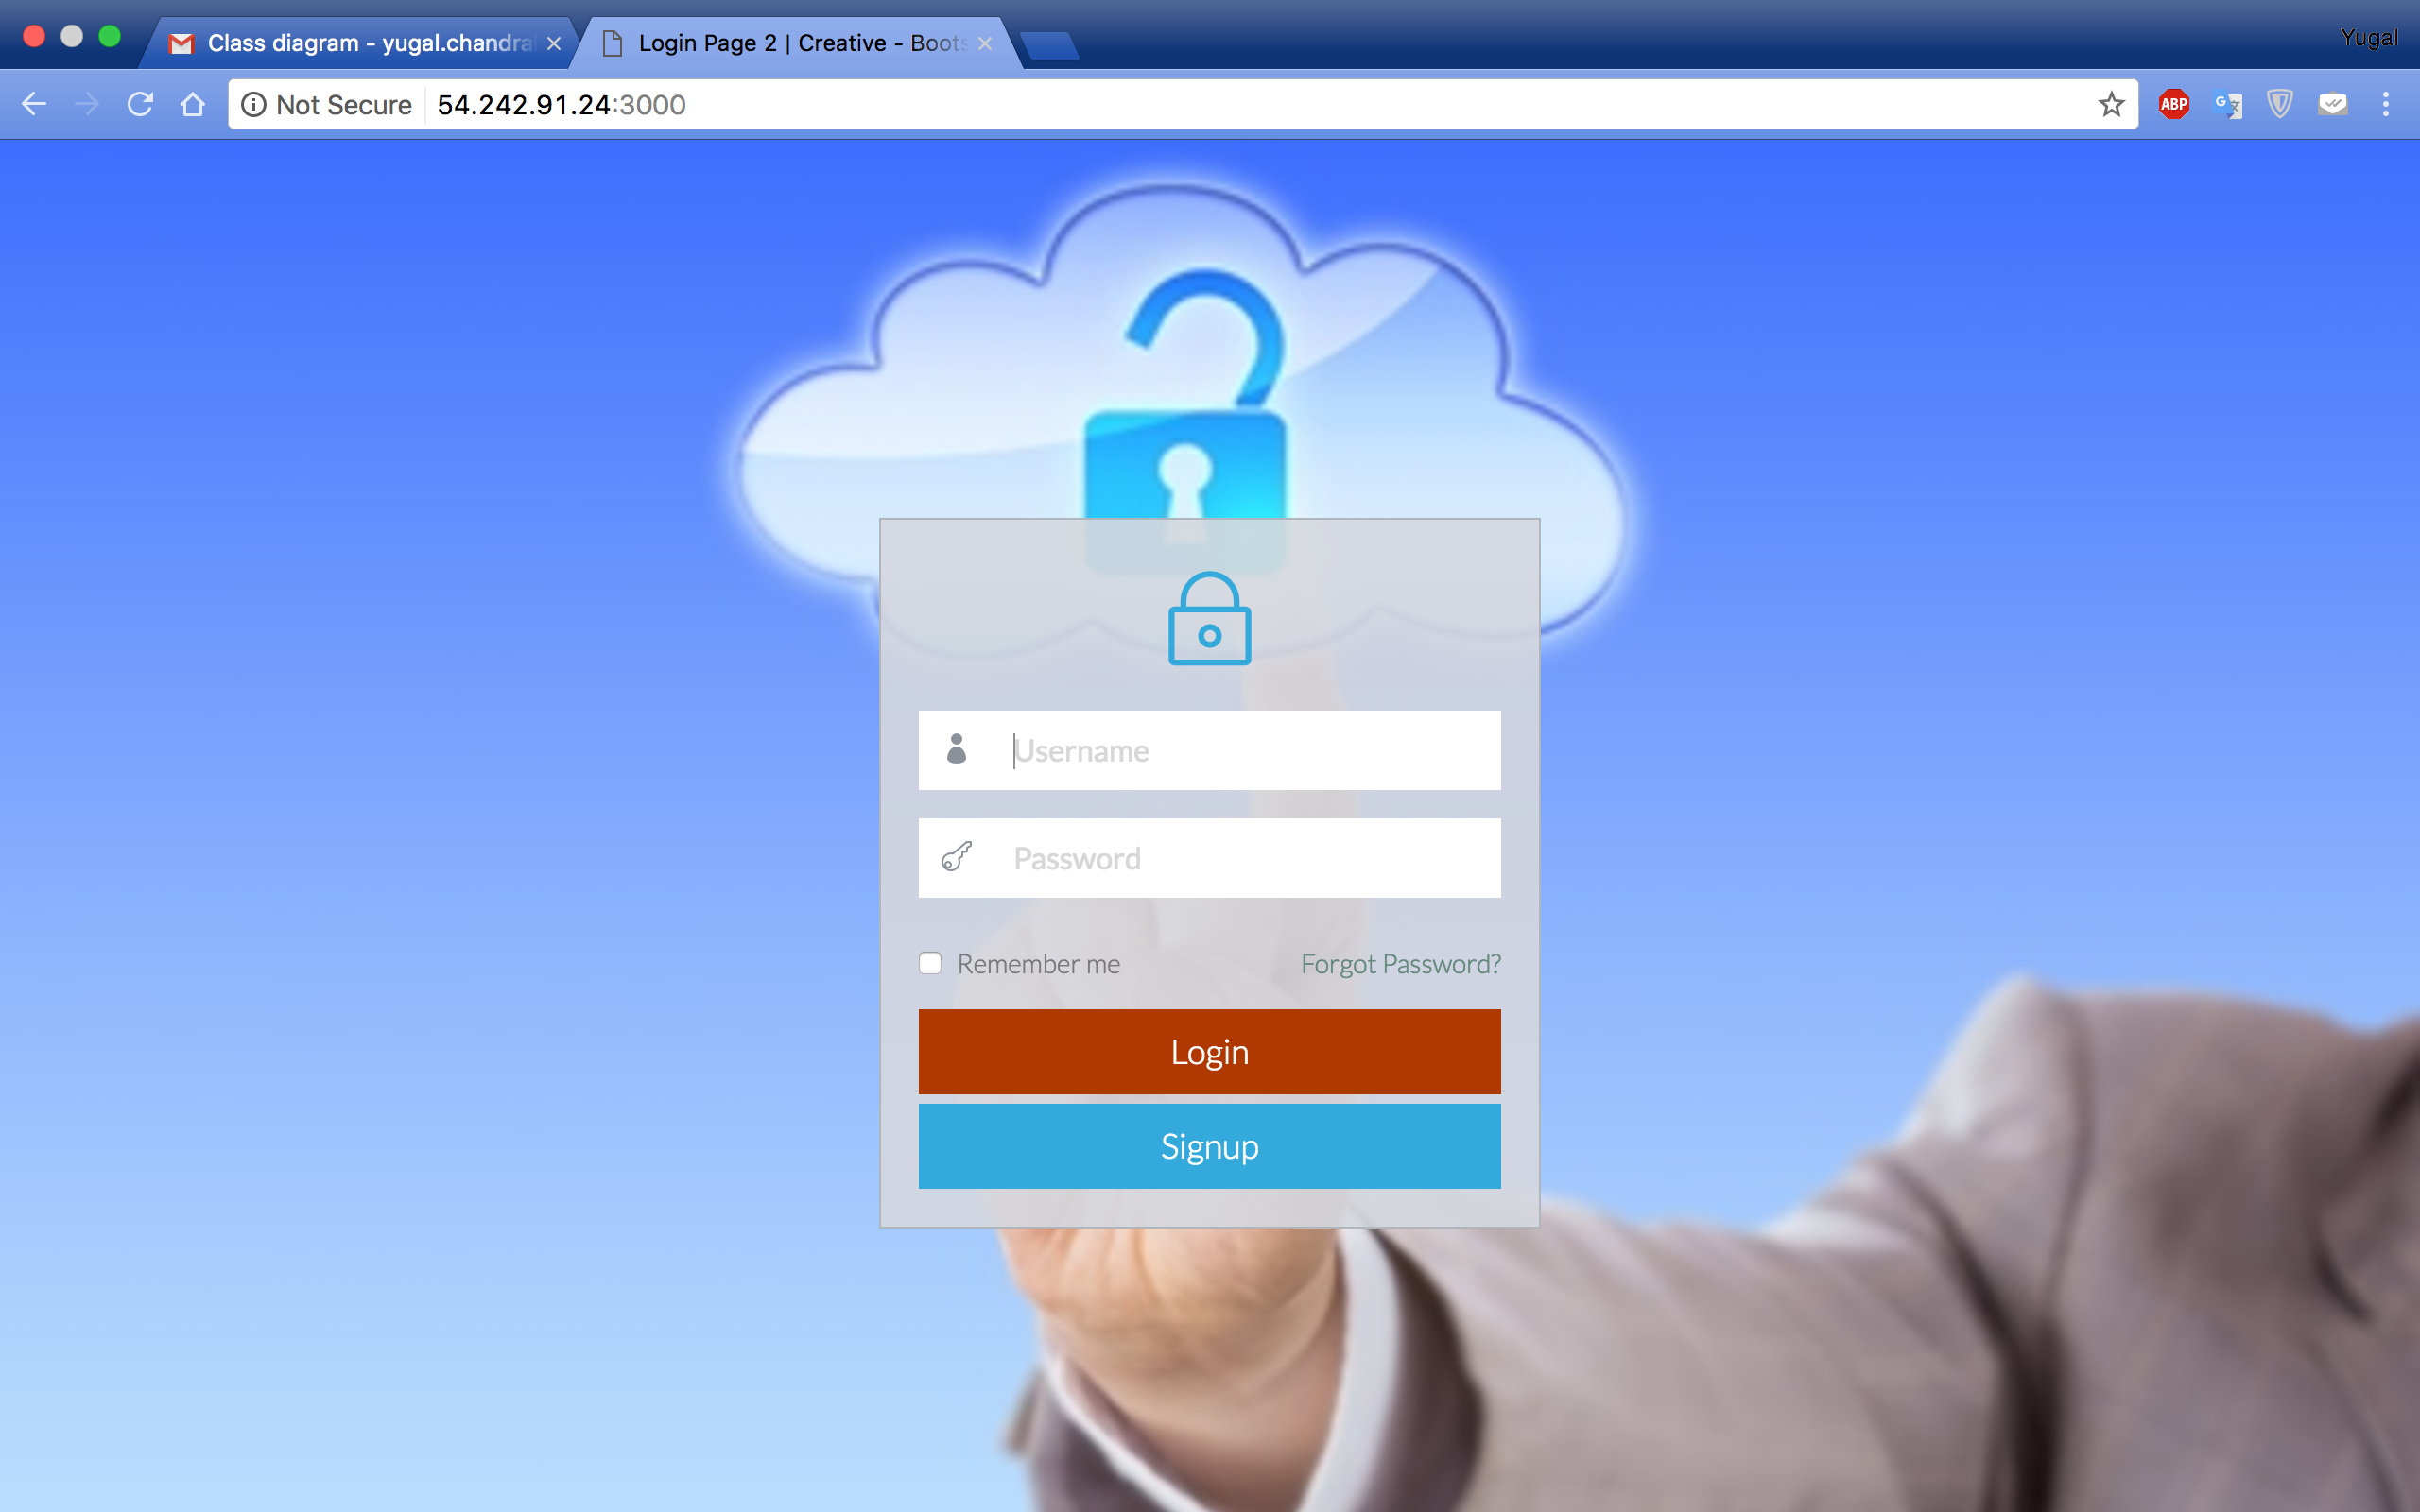 Class diagram - yugal.chandra
Login Page 2 | Creative - Boots
Yugal
Not Secure
54.242.91.24:3000
ABP
G
Username
Password
Remember me
Forgot Password?
Login
Signup